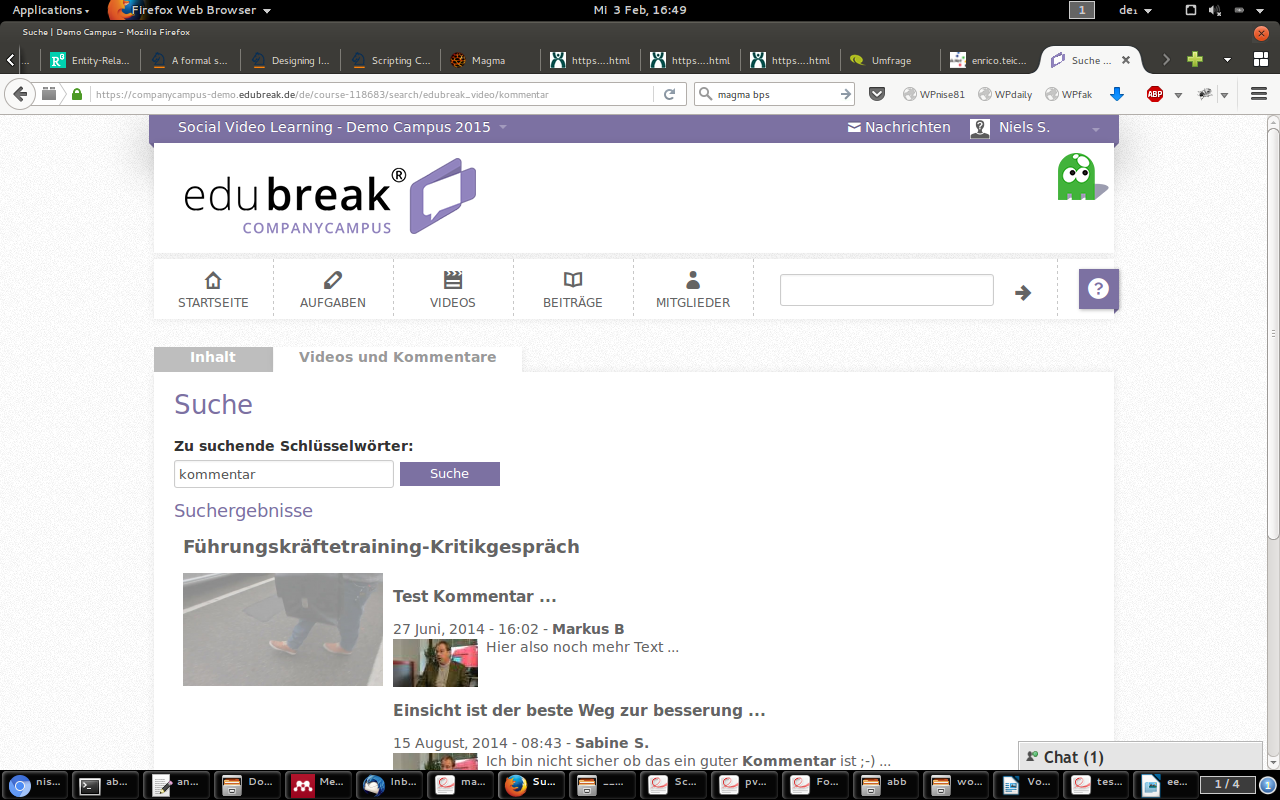 Applications Firefox Web Browser Mi 3 Feb, 16:49 1 de₁
Suche | Demo Campus – Mozilla Firefox
... Entity-Rela... A formal s... Designing I... Scripting C... Magma https....html https....html https....html Umfrage enrico.teic... Suche ...
https://companycampus-demo.edubreak.de/de/course-118683/search/edubreak_video/kommentar magma bps WPnise81 WPdaily WPfak ABP
Social Video Learning - Demo Campus 2015 Nachrichten Niels S.
edubreak®
COMPANYCAMPUS
STARTSEITE AUFGABEN VIDEOS BEITRÄGE MITGLIEDER ?
Inhalt Videos und Kommentare
Suche
Zu suchende Schlüsselwörter:
kommentar Suche
Suchergebnisse
Führungskräftetraining-Kritikgespräch
Test Kommentar ...
27 Juni, 2014 - 16:02 - Markus B
Hier also noch mehr Text ...
Einsicht ist der beste Weg zur besserung ...
15 August, 2014 - 08:43 - Sabine S.
Ich bin nicht sicher ob das ein guter Kommentar ist ;-) ...
Chat (1)
nis... ab... an... Do... Me... Inb... ma... Su... __... Sc... pv... Fo... abb wo... Vo... tes... ee... 1 / 4 1